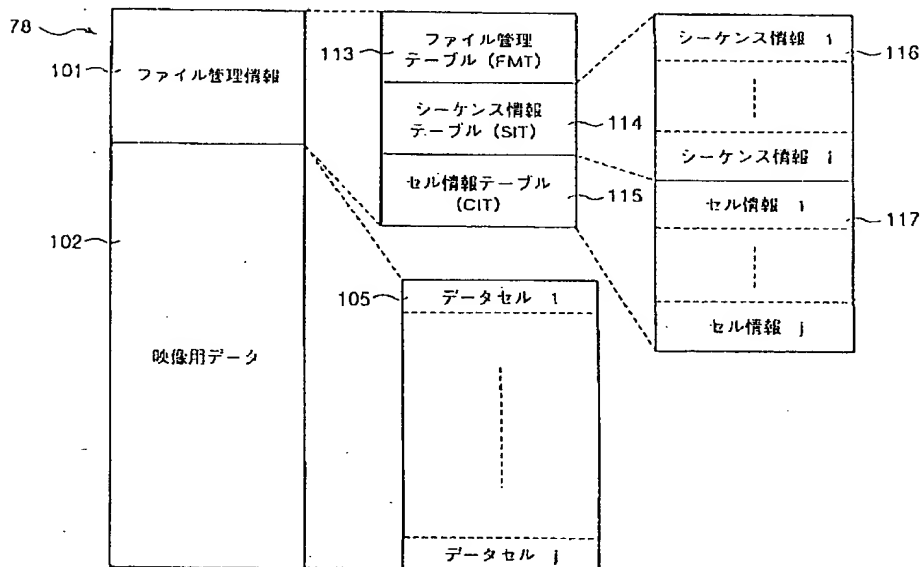 78
101
ファイル管理情報
102
映像用データ
113
ファイル管理
テーブル (FMT)
シーケンス情報
テーブル (SIT)
114
セル情報テーブル
(CIT)
115
105
データセル 1
データセル j
シーケンス情報 1
116
シーケンス情報 i
セル情報 1
117
セル情報 j